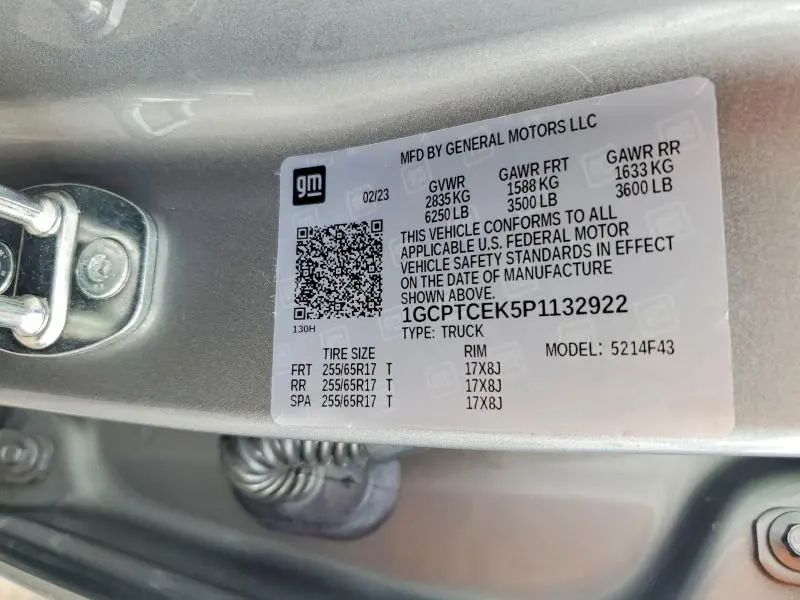 MFD BY GENERAL MOTORS LLC
gm
02/23
GVWR GAWR FRT GAWR RR
2835 KG 1588 KG 1633 KG
6250 LB 3500 LB 3600 LB
THIS VEHICLE CONFORMS TO ALL
APPLICABLE U.S. FEDERAL MOTOR
VEHICLE SAFETY STANDARDS IN EFFECT
ON THE DATE OF MANUFACTURE
SHOWN ABOVE.
1GCPTCEK5P1132922
130H
TYPE: TRUCK
TIRE SIZE RIM MODEL: 5214F43
FRT 255/65R17 T 17X8J
RR 255/65R17 T 17X8J
SPA 255/65R17 T 17X8J